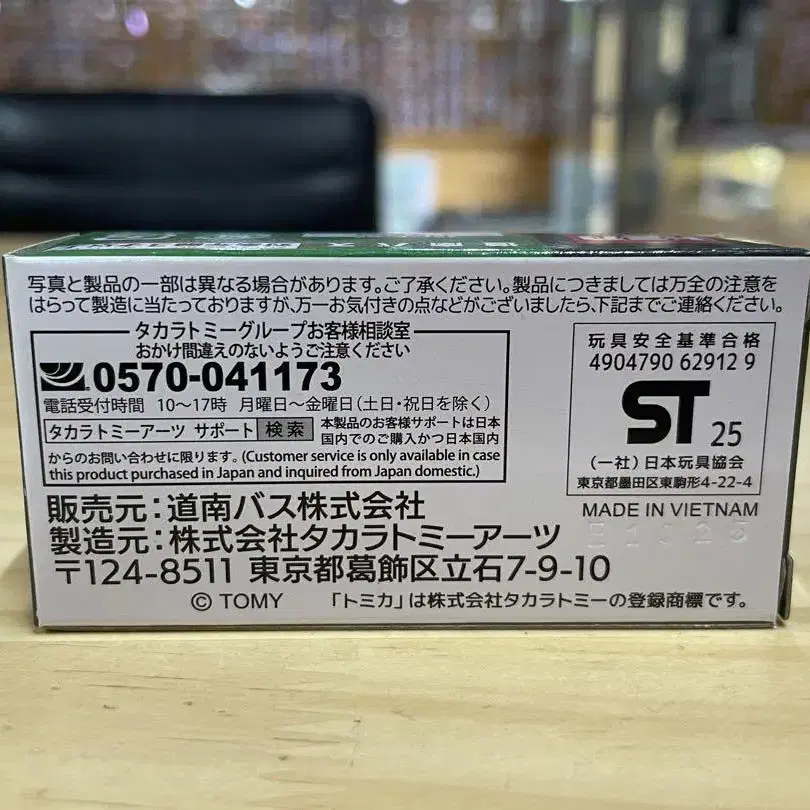 道南バス
写真と製品の一部は異なる場合があります。ご了承ください。製品につきましては万全の注意を
はらって製造に当たっておりますが、万一お気付きの点などがございましたら、下記までご連絡ください。
タカラトミーグループお客様相談室
おかけ間違えのないようご注意ください
0570-041173
電話受付時間 10〜17時 月曜日〜金曜日(土日・祝日を除く)
タカラトミーアーツ サポート 検索
本製品のお客様サポートは日本
国内でのご購入かつ日本国内
からのお問い合わせに限ります。(Customer service is only available in case
this product purchased in Japan and inquired from Japan domestic.)
玩具安全基準合格
4904790 62912 9
ST 25
(一社)日本玩具協会
東京都墨田区東駒形4-22-4
MADE IN VIETNAM
販売元:道南バス株式会社
製造元:株式会社タカラトミーアーツ
〒124-8511 東京都葛飾区立石7-9-10
© TOMY 「トミカ」は株式会社タカラトミーの登録商標です。